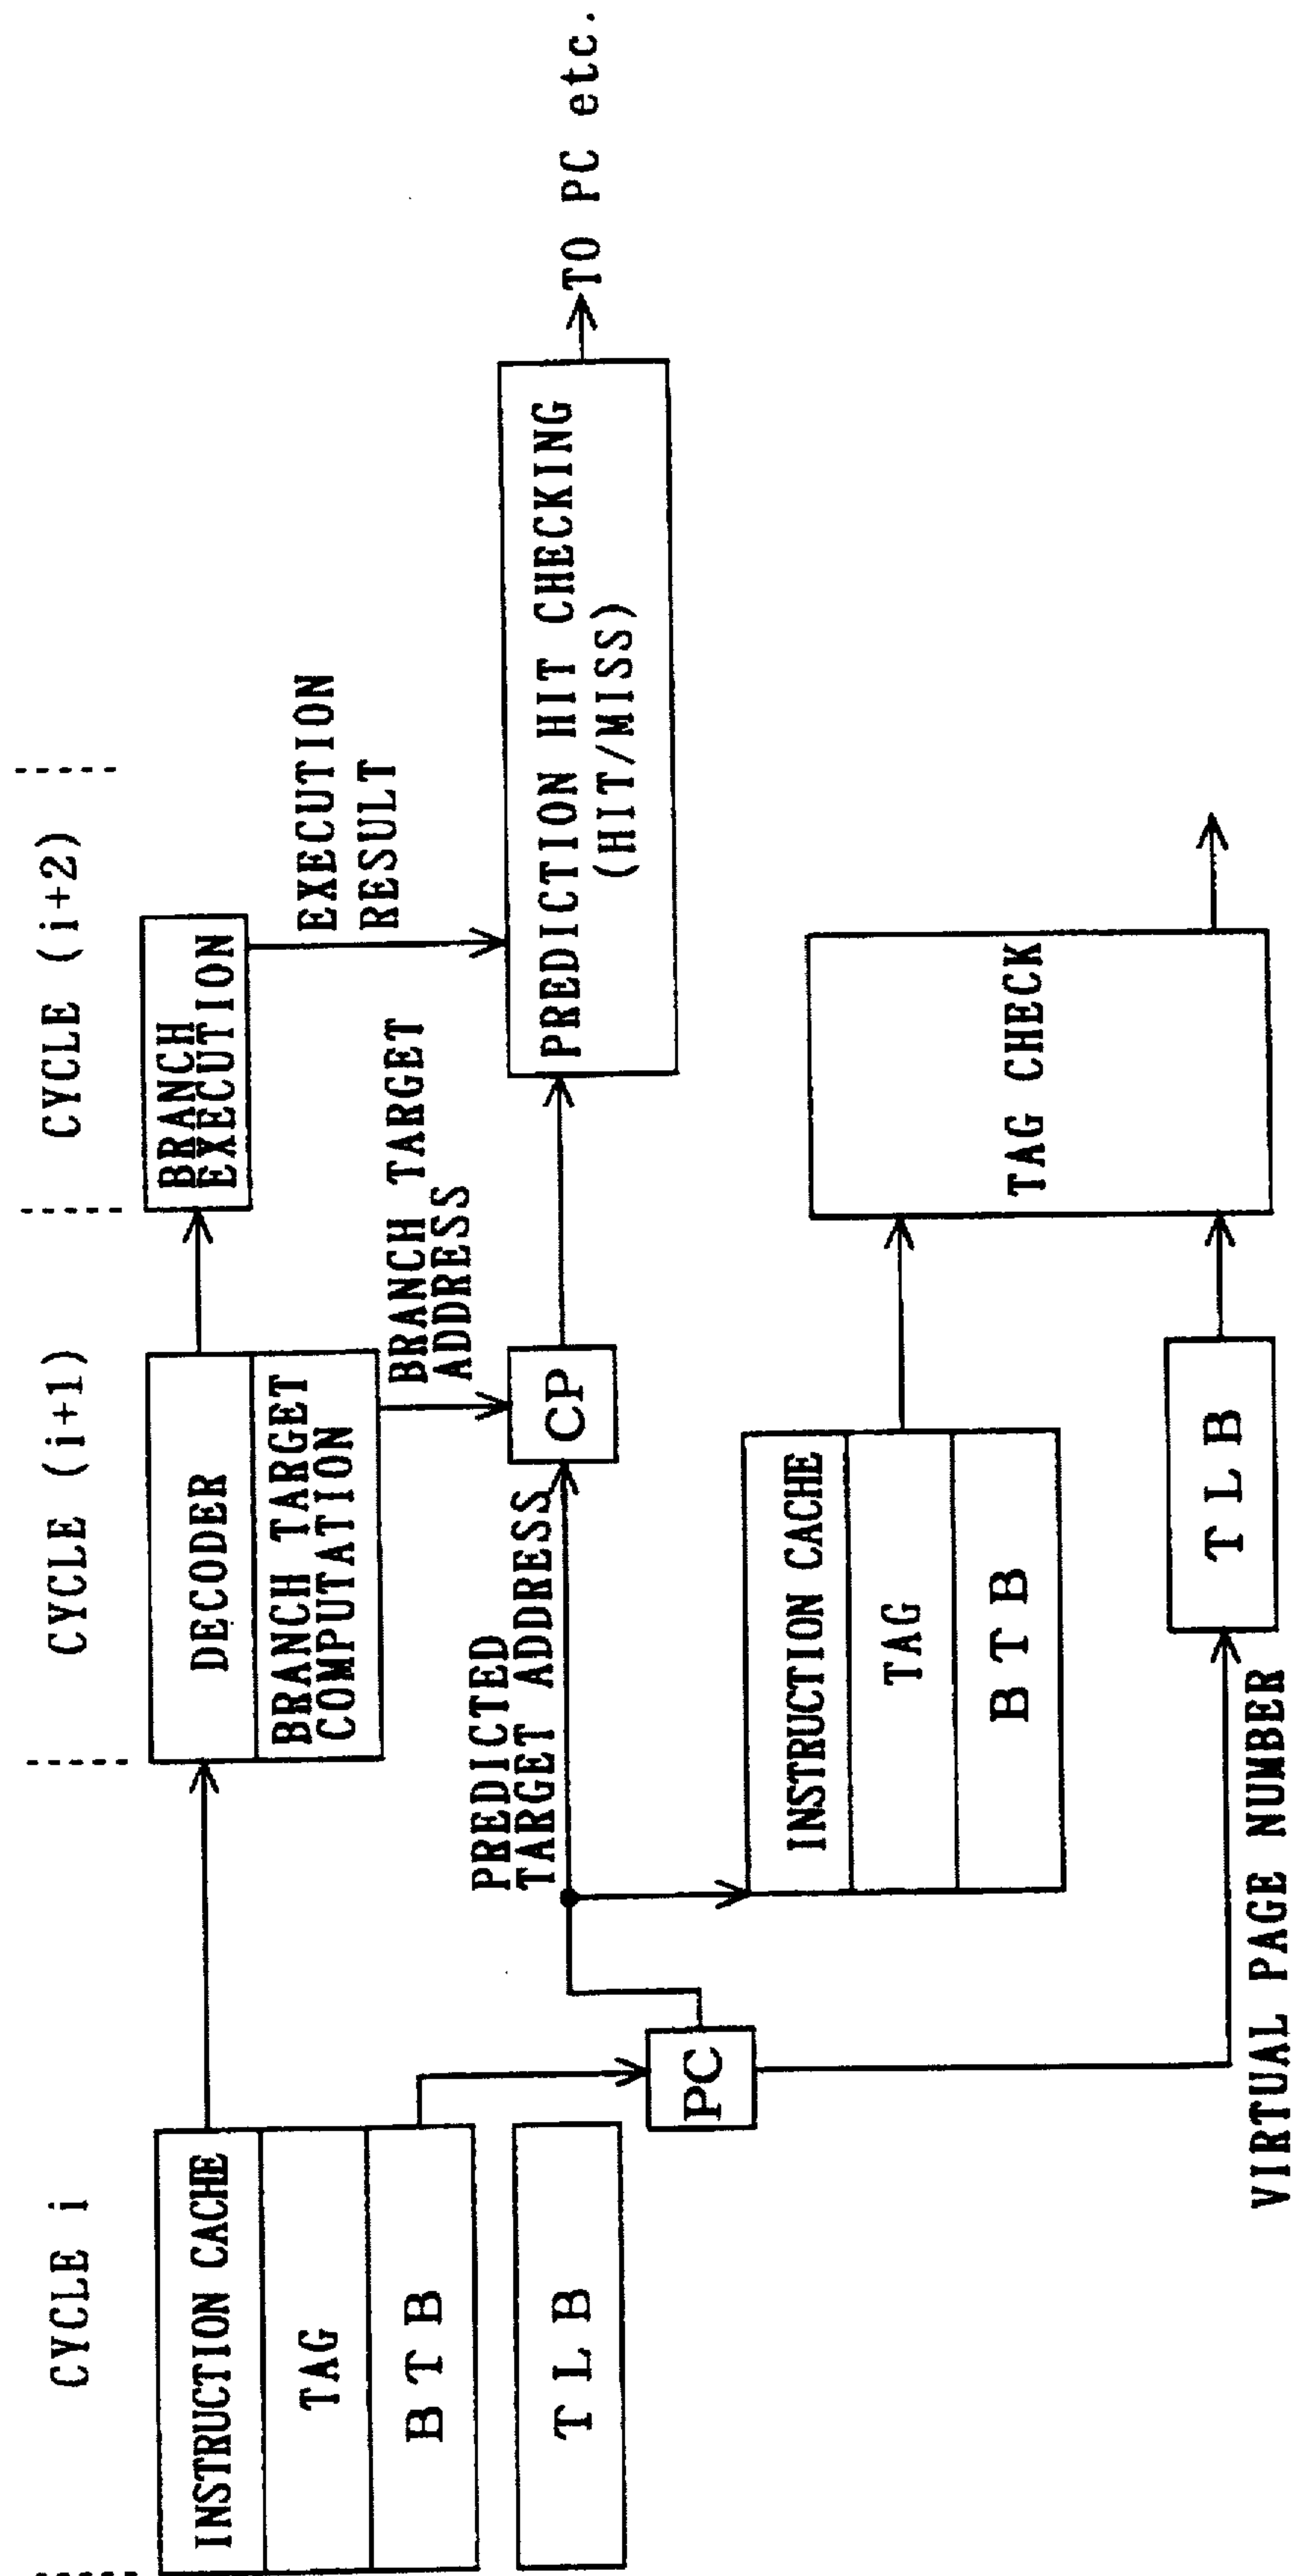 CYCLE i
CYCLE (i+1)
CYCLE (i+2)
INSTRUCTION CACHE
TAG
B T B
T L B
DECODER
BRANCH TARGET
COMPUTATION
BRANCH
EXECUTION
EXECUTION
RESULT
BRANCH TARGET
ADDRESS
PREDICTED
TARGET ADDRESS
CP
PREDICTION HIT CHECKING
(HIT/MISS)
TO PC etc.
PC
INSTRUCTION CACHE
TAG
B T B
TAG CHECK
T L B
VIRTUAL PAGE NUMBER